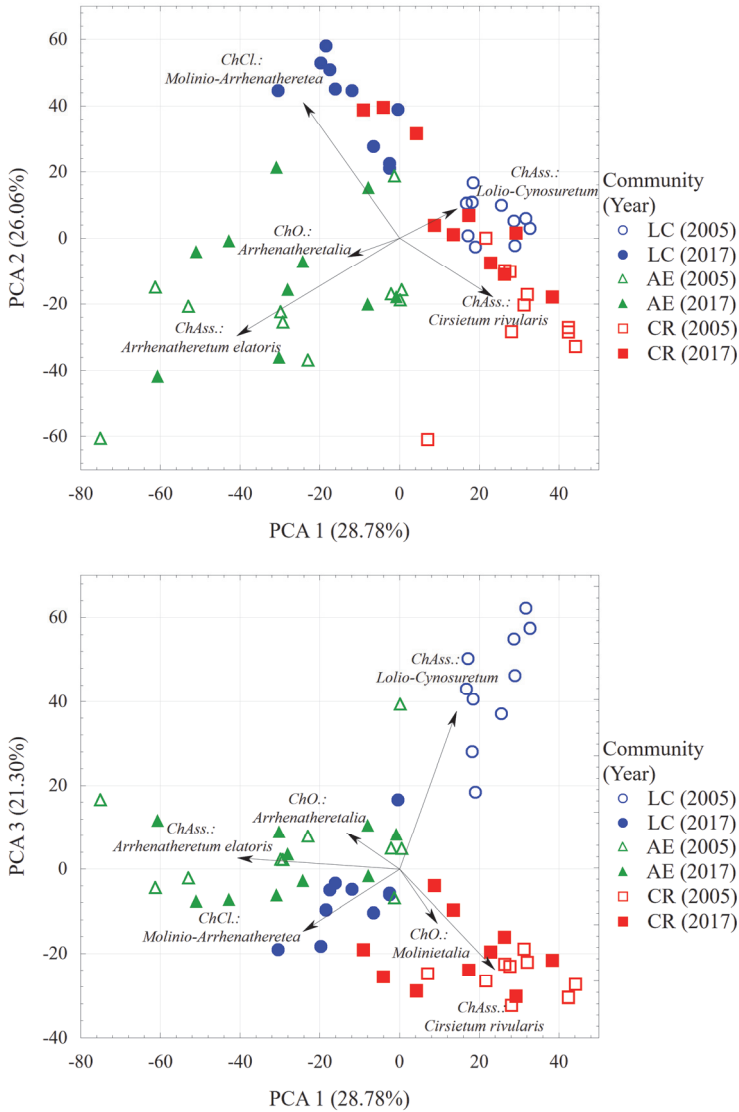 60
40
20
0
-20
-40
-60
-80
-60
-40
-20
0
20
40
PCA 2 (26.06%)
PCA 1 (28.78%)
ChCl.:
Molinio-Arrhenatheretea
ChAss.:
Lolio-Cynosuretum
ChO.:
Arrhenatheretalia
ChAss.:
Cirsietum rivularis
ChAss.:
Arrhenatheretum elatoris
Community
(Year)
LC (2005)
LC (2017)
AE (2005)
AE (2017)
CR (2005)
CR (2017)
60
40
20
0
-20
-40
-80
-60
-40
-20
0
20
40
PCA 3 (21.30%)
PCA 1 (28.78%)
ChAss.:
Lolio-Cynosuretum
ChO.:
Arrhenatheretalia
ChAss.:
Arrhenatheretum elatoris
ChCl.:
Molinio-Arrhenatheretea
ChO.:
Molinietalia
ChAss.:
Cirsietum rivularis
Community
(Year)
LC (2005)
LC (2017)
AE (2005)
AE (2017)
CR (2005)
CR (2017)